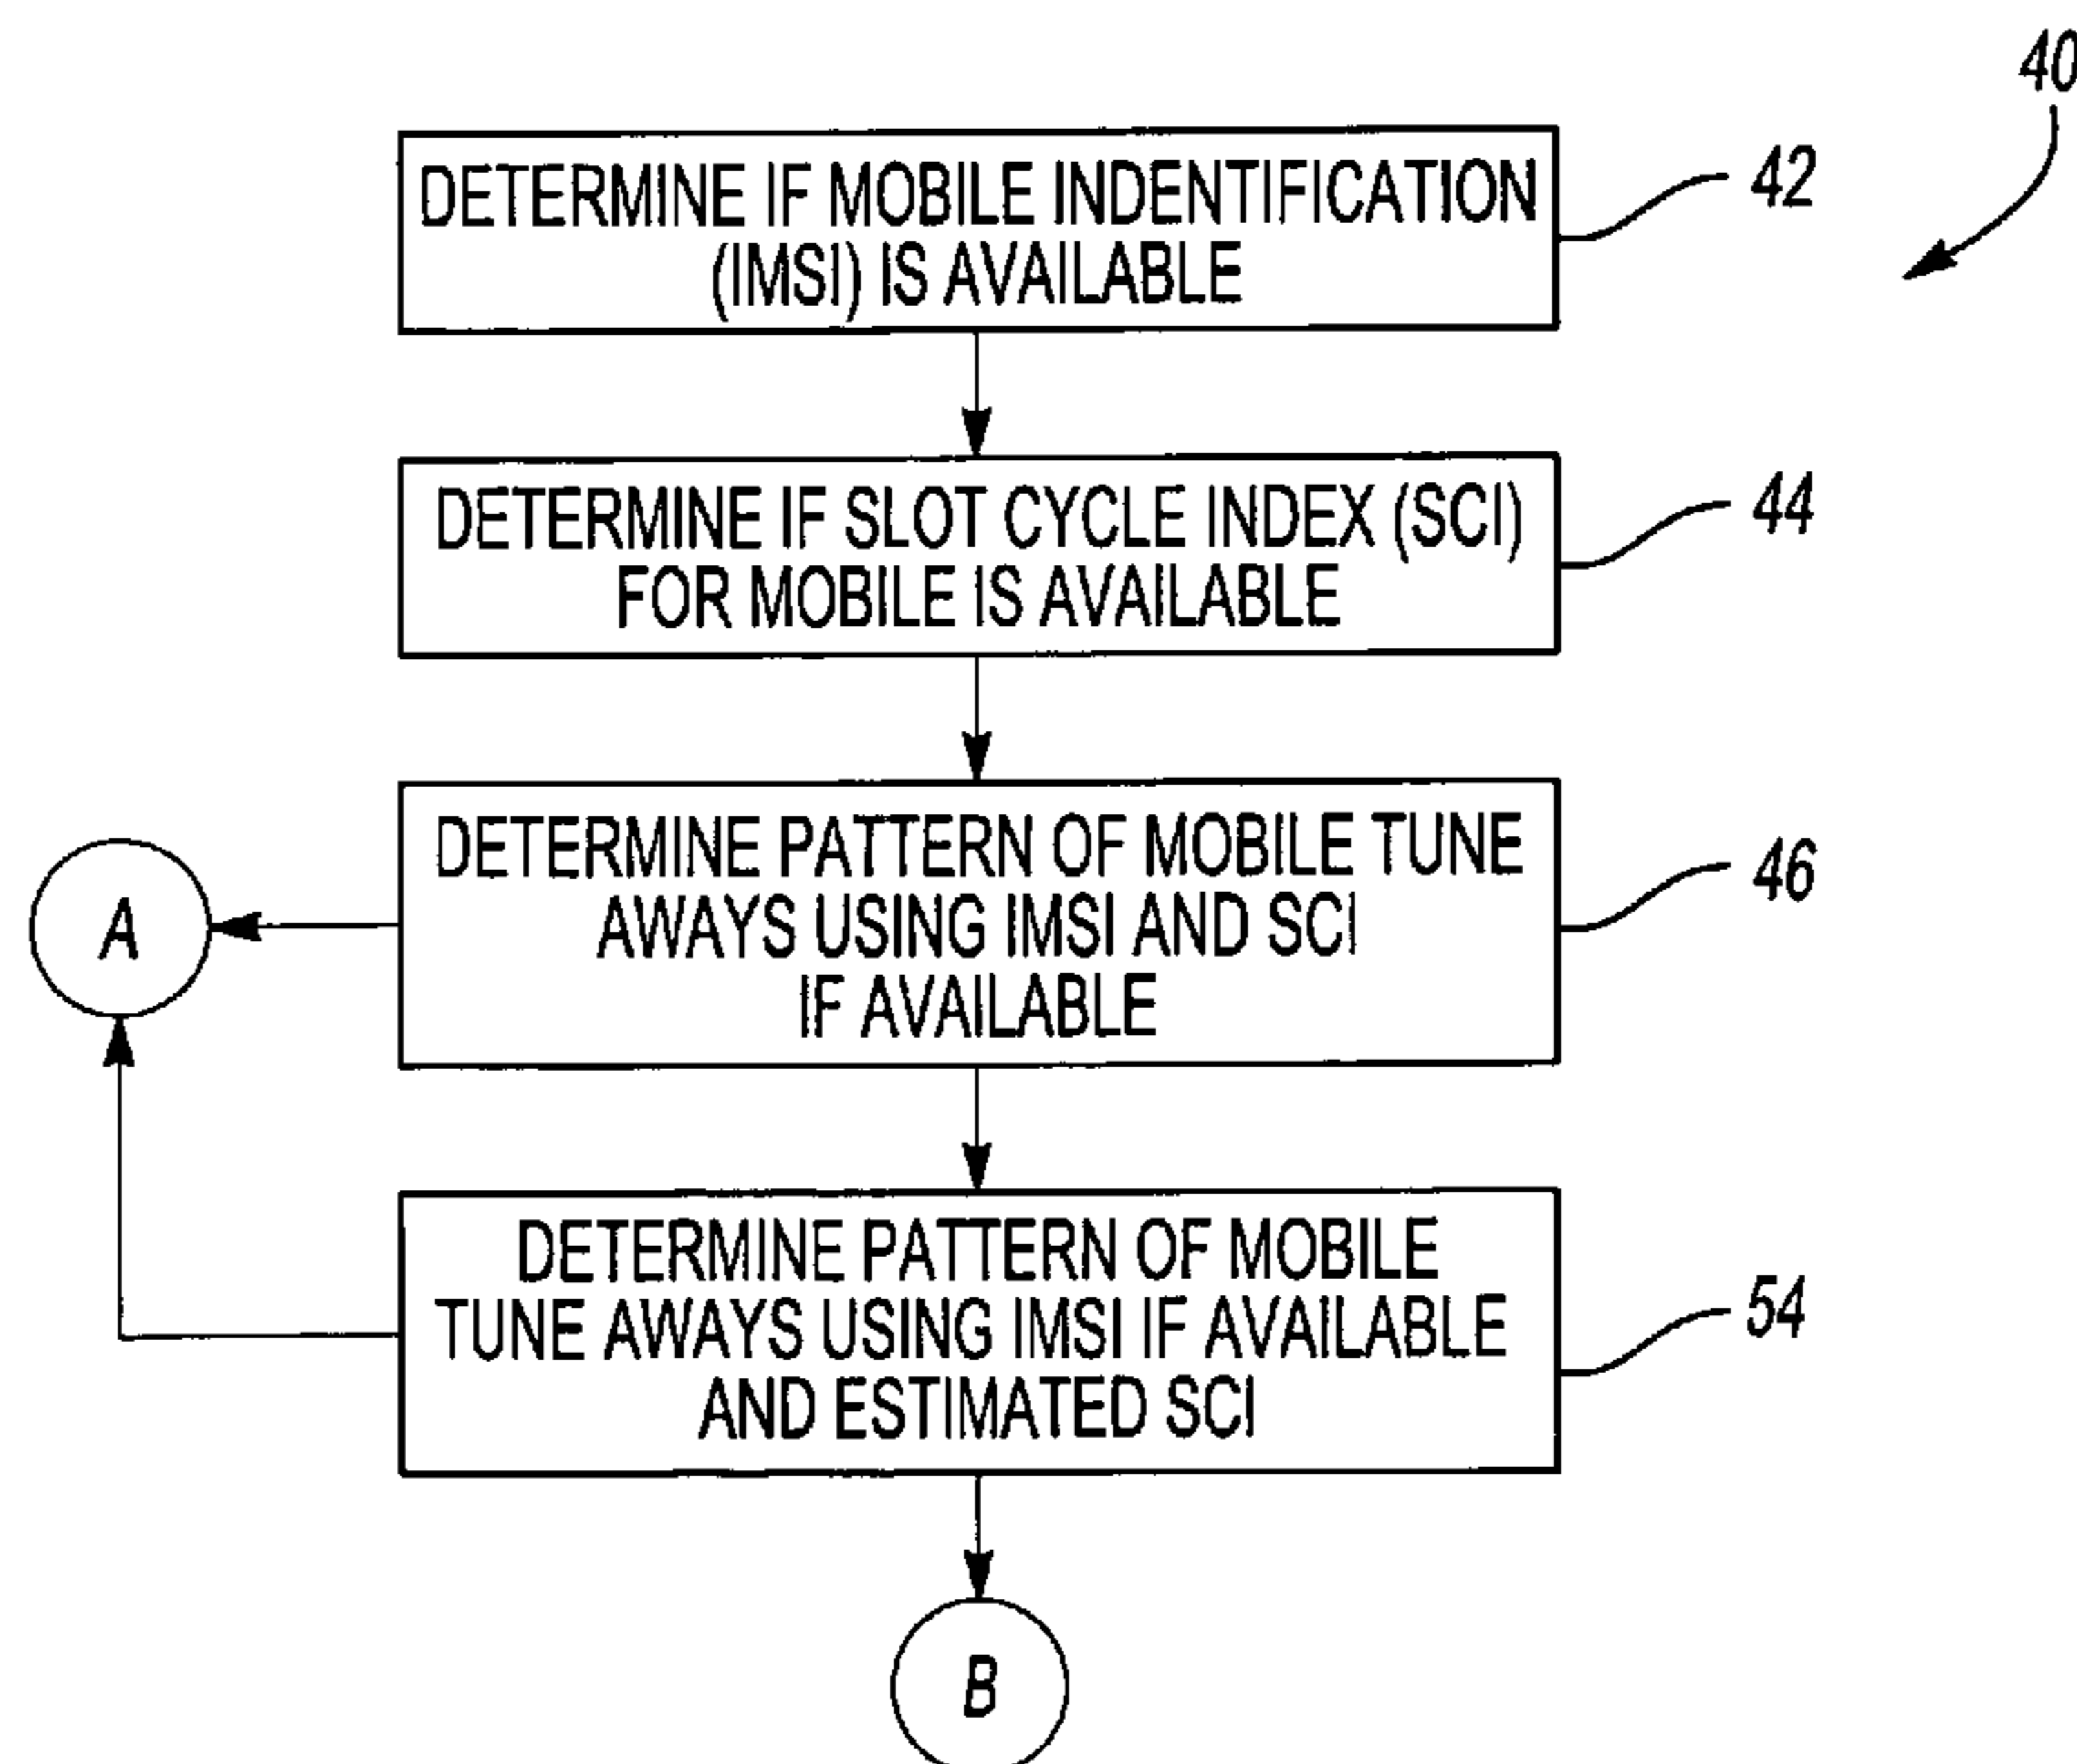 40
DETERMINE IF MOBILE INDENTIFICATION
(IMSI) IS AVAILABLE
42
DETERMINE IF SLOT CYCLE INDEX (SCI)
FOR MOBILE IS AVAILABLE
44
DETERMINE PATTERN OF MOBILE TUNE
AWAYS USING IMSI AND SCI
IF AVAILABLE
46
A
DETERMINE PATTERN OF MOBILE
TUNE AWAYS USING IMSI IF AVAILABLE
AND ESTIMATED SCI
54
B